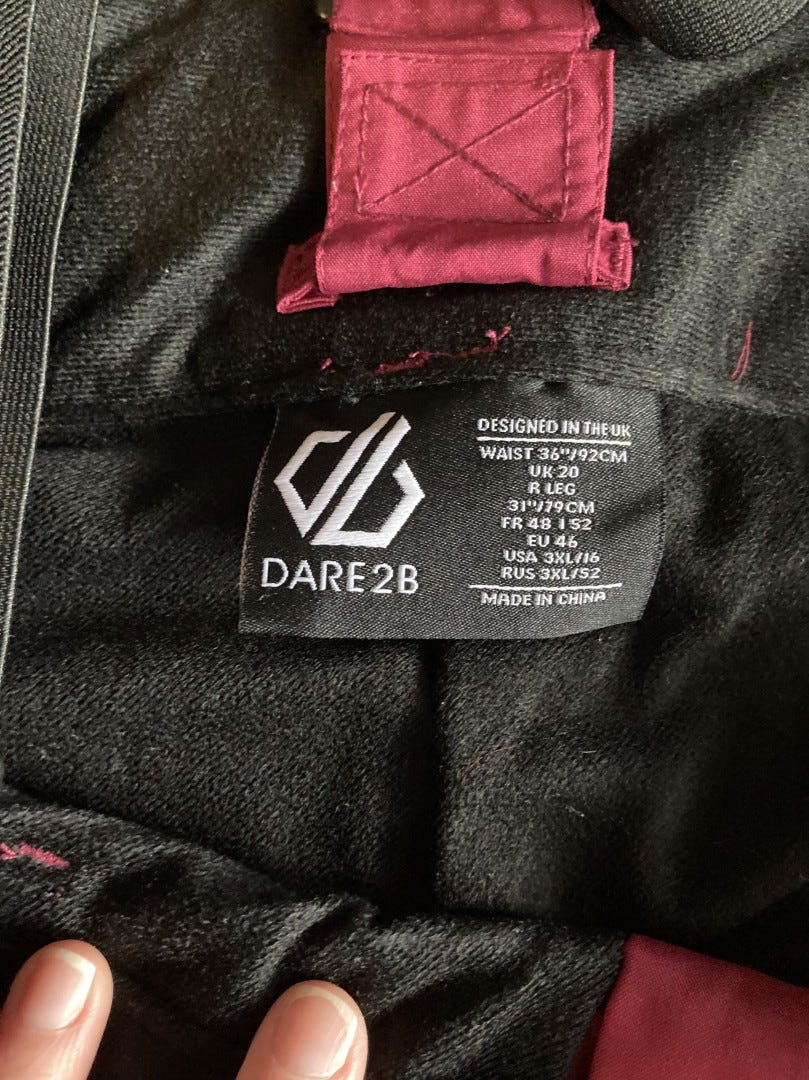 DARE2B
DESIGNED IN THE UK
WAIST 36"/92CM
UK 20
R LEG
31"/79CM
FR 48 I 52
EU 46
USA 3XL/16
RUS 3XL/52
MADE IN CHINA